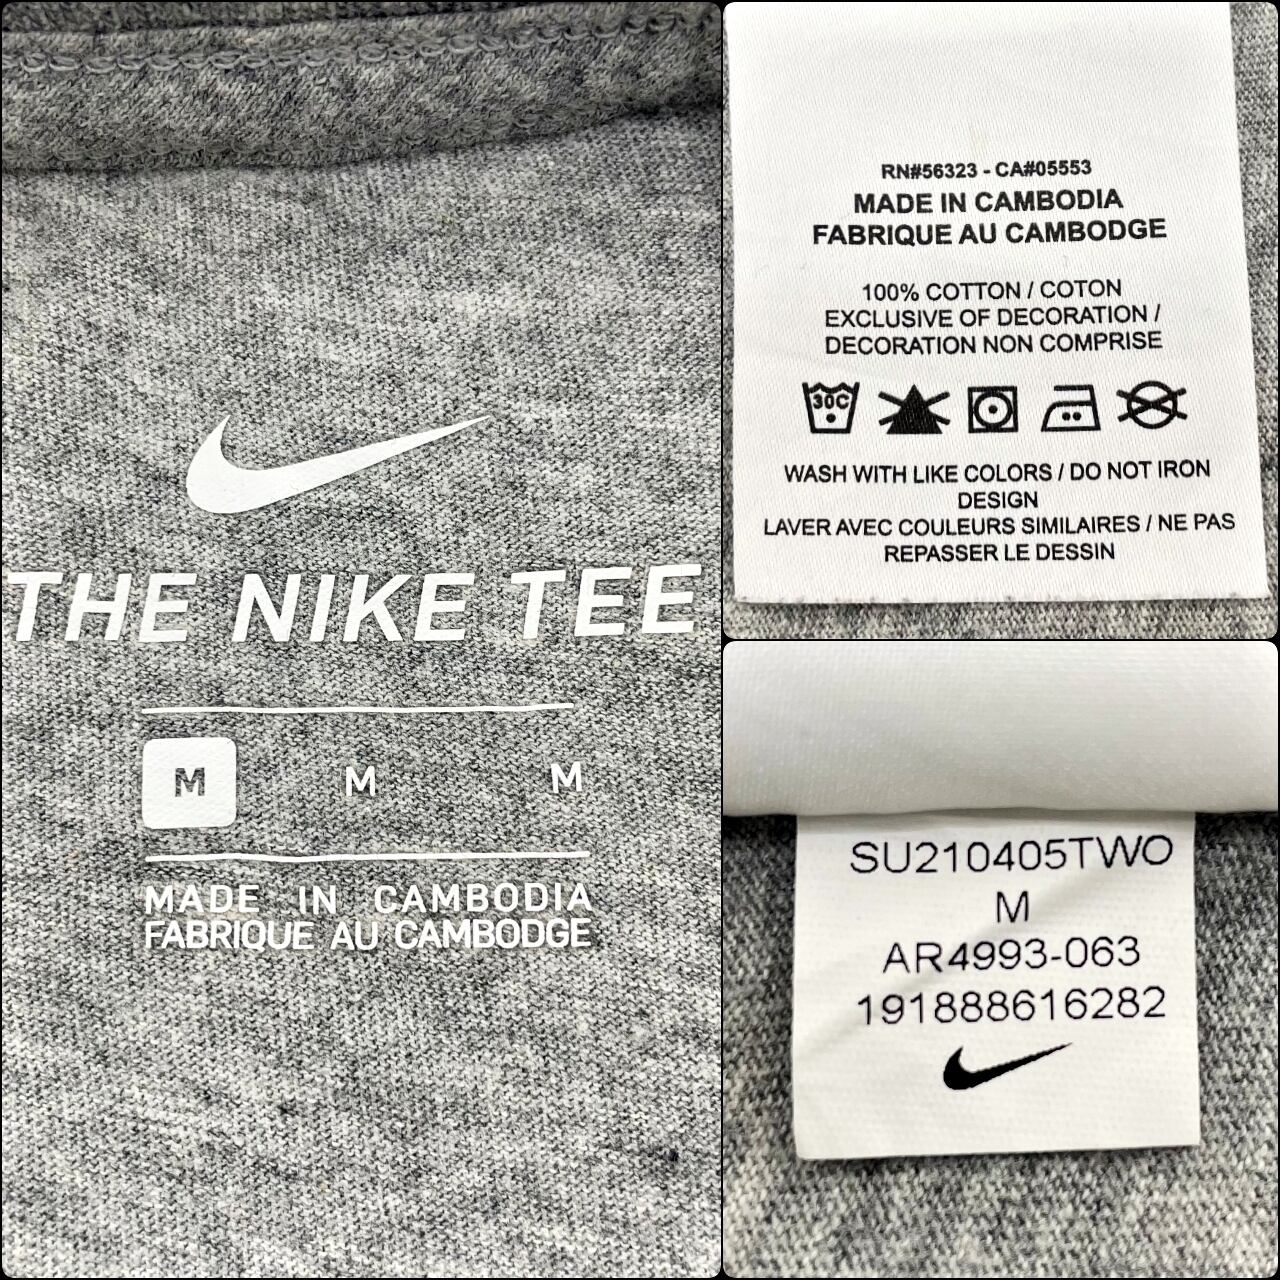 THE NIKE TEE
M M M
MADE IN CAMBODIA
FABRIQUE AU CAMBODGE
RN#56323 - CA#05553
MADE IN CAMBODIA
FABRIQUE AU CAMBODGE
100% COTTON / COTON
EXCLUSIVE OF DECORATION /
DECORATION NON COMPRISE
30C
WASH WITH LIKE COLORS / DO NOT IRON
DESIGN
LAVER AVEC COULEURS SIMILAIRES / NE PAS
REPASSER LE DESSIN
SU210405TWO
M
AR4993-063
191888616282